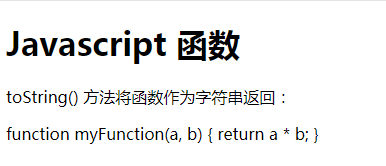 Javascript 函数
toString() 方法将函数作为字符串返回：
function myFunction(a, b) { return a * b; }